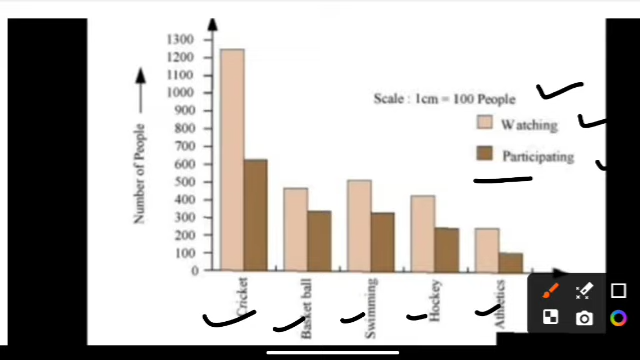 1300
1200
1100
1000
900
800
700
600
500
400
300
200
100
0
Number of People
Scale : 1cm = 100 People
Watching
Participating
Cricket
Basket ball
Swimming
Hockey
Athletics